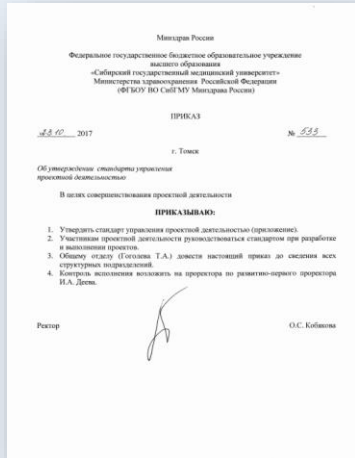 Минздрав России
Федеральное государственное бюджетное образовательное учреждение
высшего образования
«Сибирский государственный медицинский университет»
Министерства здравоохранения Российской Федерации
(ФГБОУ ВО СибГМУ Минздрава России)
ПРИКАЗ
23.10 2017 № 533
г. Томск
Об утверждении стандарта управления
проектной деятельностью
В целях совершенствования проектной деятельности
ПРИКАЗЫВАЮ:
1. Утвердить стандарт управления проектной деятельностью (приложение).
2. Участникам проектной деятельности руководствоваться стандартом при разработке
и выполнении проектов.
3. Общему отделу (Гоголева Т.А.) довести настоящий приказ до сведения всех
структурных подразделений.
4. Контроль исполнения возложить на проректора по развитию-первого проректора
И.А. Деева.
Ректор О.С. Кобякова